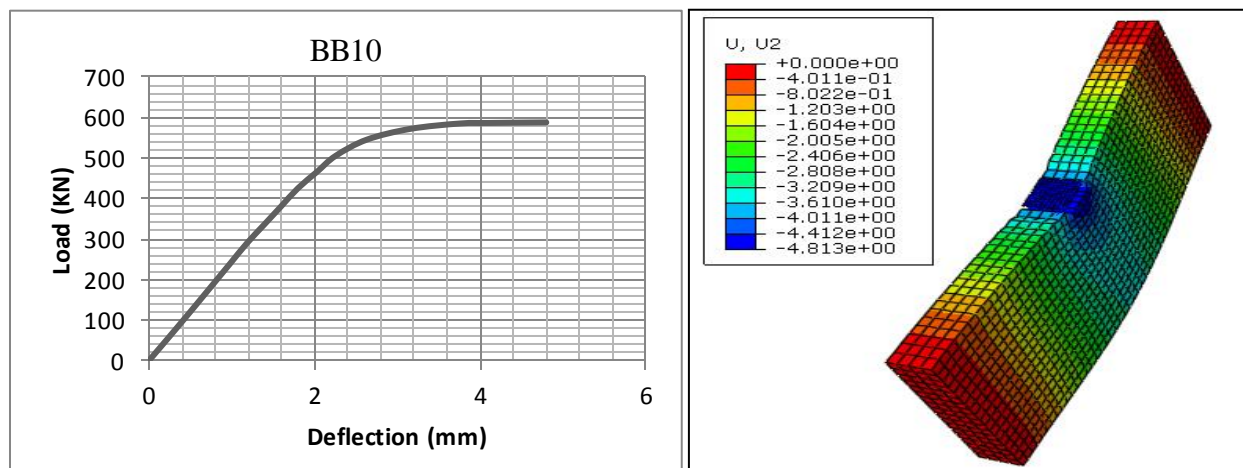 BB10
700
600
500
400
300
200
100
0
Load (KN)
0 2 4 6
Deflection (mm)
U, U2
+0.000e+00
-4.011e-01
-8.022e-01
-1.203e+00
-1.604e+00
-2.005e+00
-2.406e+00
-2.808e+00
-3.209e+00
-3.610e+00
-4.011e+00
-4.412e+00
-4.813e+00